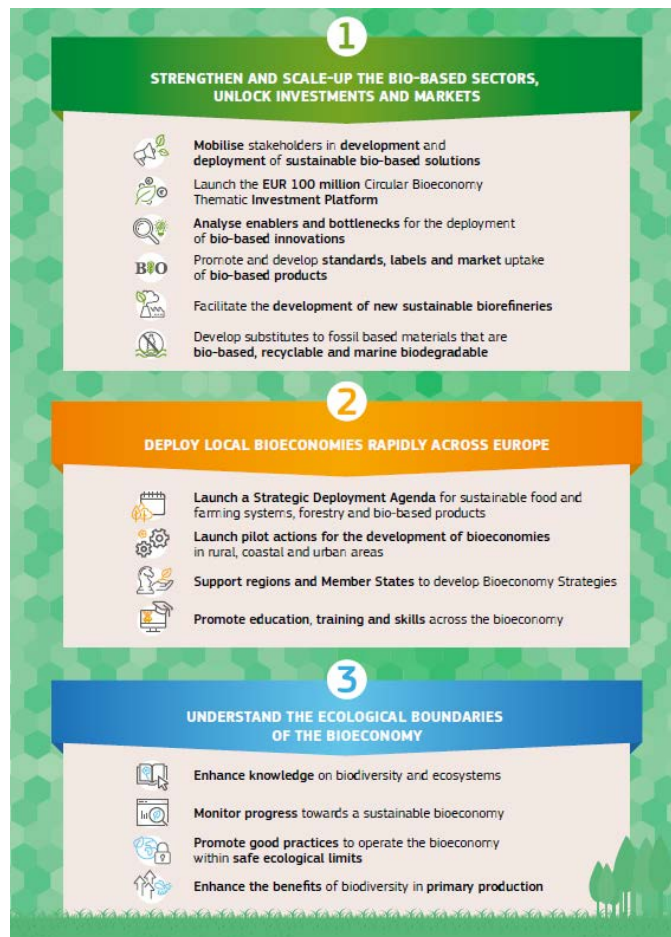 1
STRENGTHEN AND SCALE-UP THE BIO-BASED SECTORS,
UNLOCK INVESTMENTS AND MARKETS
Mobilise stakeholders in development and
deployment of sustainable bio-based solutions
Launch the EUR 100 million Circular Bioeconomy
Thematic Investment Platform
Analyse enablers and bottlenecks for the deployment
of bio-based innovations
BIO
Promote and develop standards, labels and market uptake
of bio-based products
Facilitate the development of new sustainable biorefineries
Develop substitutes to fossil based materials that are
bio-based, recyclable and marine biodegradable
2
DEPLOY LOCAL BIOECONOMIES RAPIDLY ACROSS EUROPE
Launch a Strategic Deployment Agenda for sustainable food and
farming systems, forestry and bio-based products
Launch pilot actions for the development of bioeconomies
in rural, coastal and urban areas
Support regions and Member States to develop Bioeconomy Strategies
Promote education, training and skills across the bioeconomy
3
UNDERSTAND THE ECOLOGICAL BOUNDARIES
OF THE BIOECONOMY
Enhance knowledge on biodiversity and ecosystems
Monitor progress towards a sustainable bioeconomy
Promote good practices to operate the bioeconomy
within safe ecological limits
Enhance the benefits of biodiversity in primary production